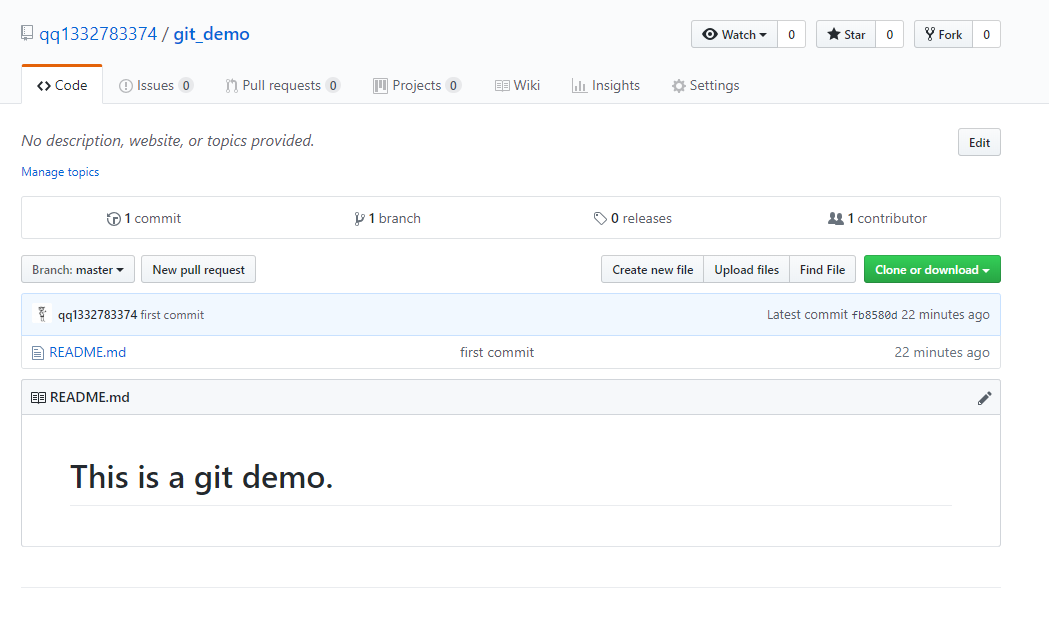 qq1332783374 / git_demo
Watch 0 Star 0 Fork 0
Code Issues 0 Pull requests 0 Projects 0 Wiki Insights Settings
No description, website, or topics provided. Edit
Manage topics
1 commit 1 branch 0 releases 1 contributor
Branch: master New pull request Create new file Upload files Find File Clone or download
qq1332783374 first commit Latest commit fb8580d 22 minutes ago
README.md first commit 22 minutes ago
README.md
This is a git demo.